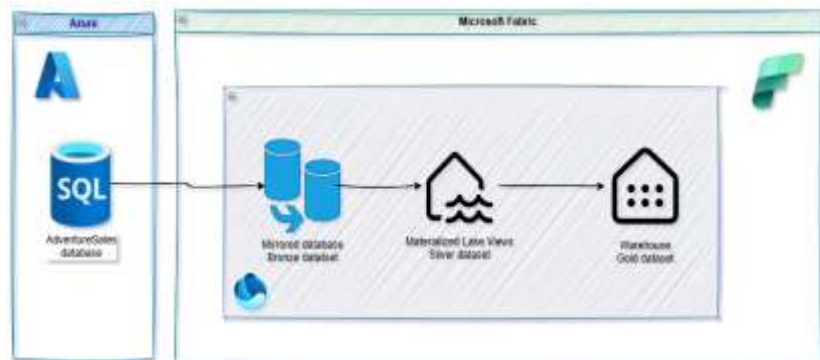 Azure
Microsoft Fabric
SQL
AdventureSales
database
Mirrored database
Bronze dataset
Materialized Lake Views
Silver dataset
Warehouse
Gold dataset